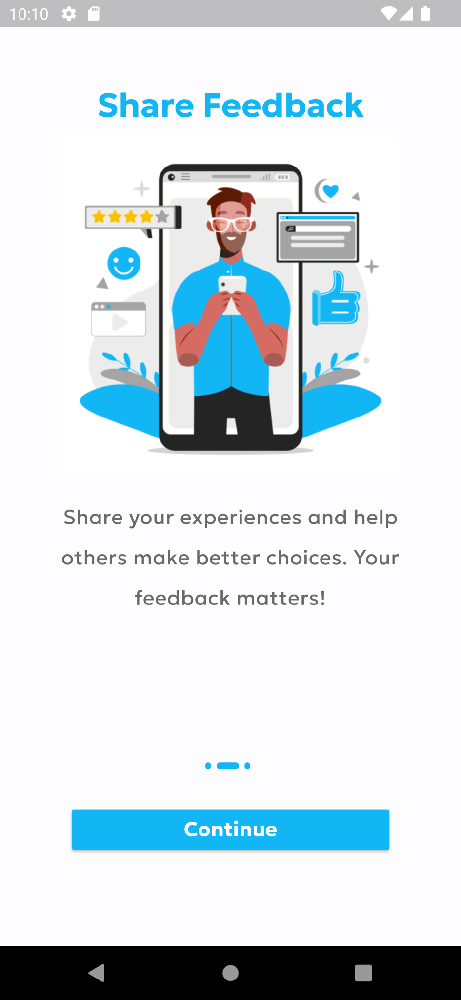 10:10
Share Feedback
Share your experiences and help
others make better choices. Your
feedback matters!
Continue